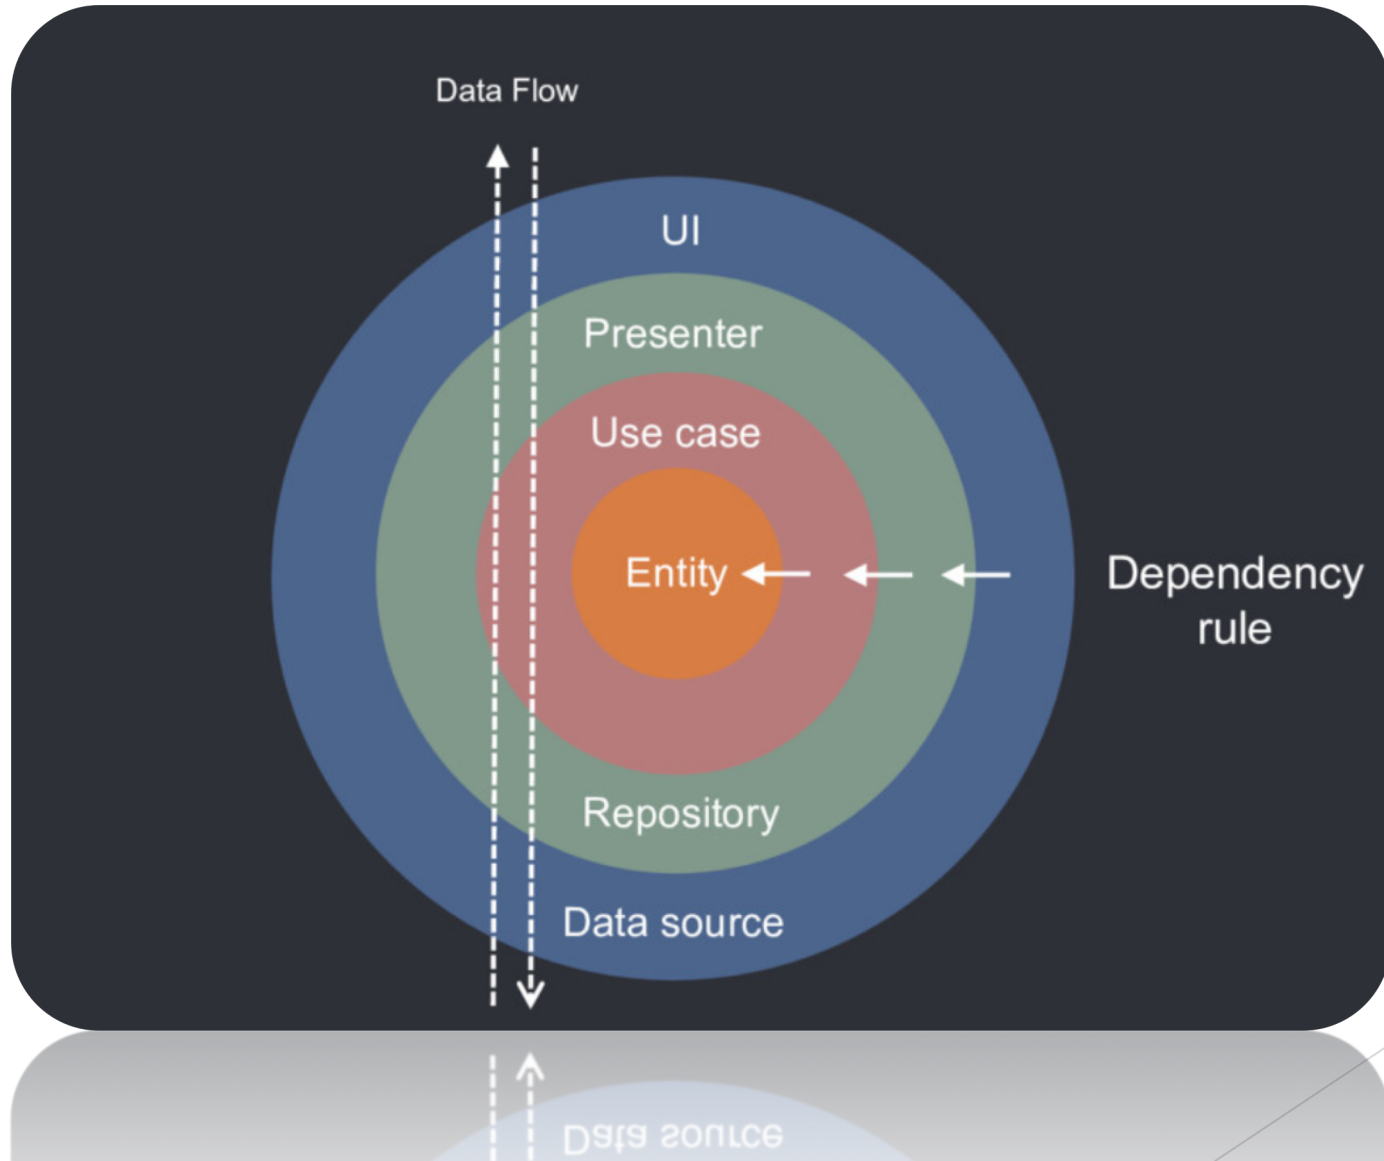 Data Flow
UI
Presenter
Use case
Entity
Dependency
rule
Repository
Data source
Data source